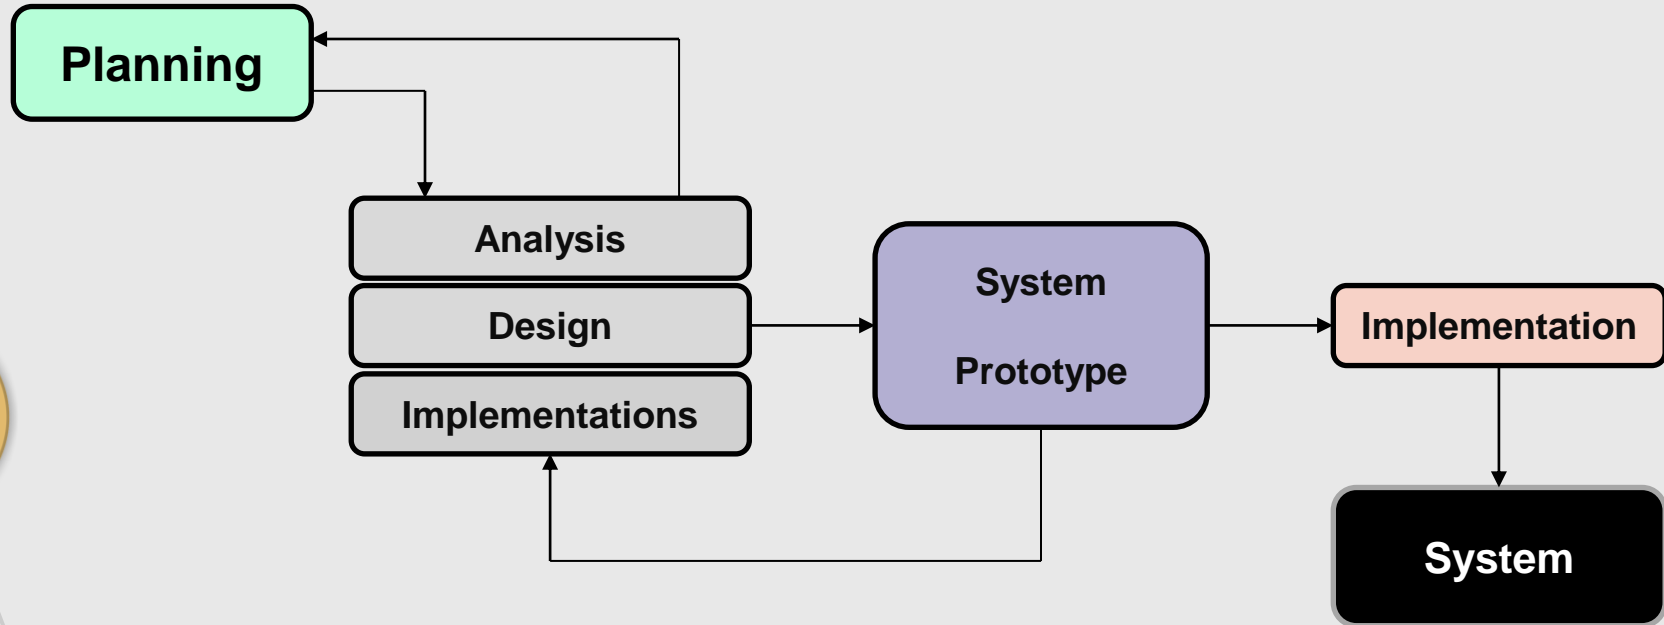 Planning
Analysis
Design
Implementations
System
Prototype
Implementation
System